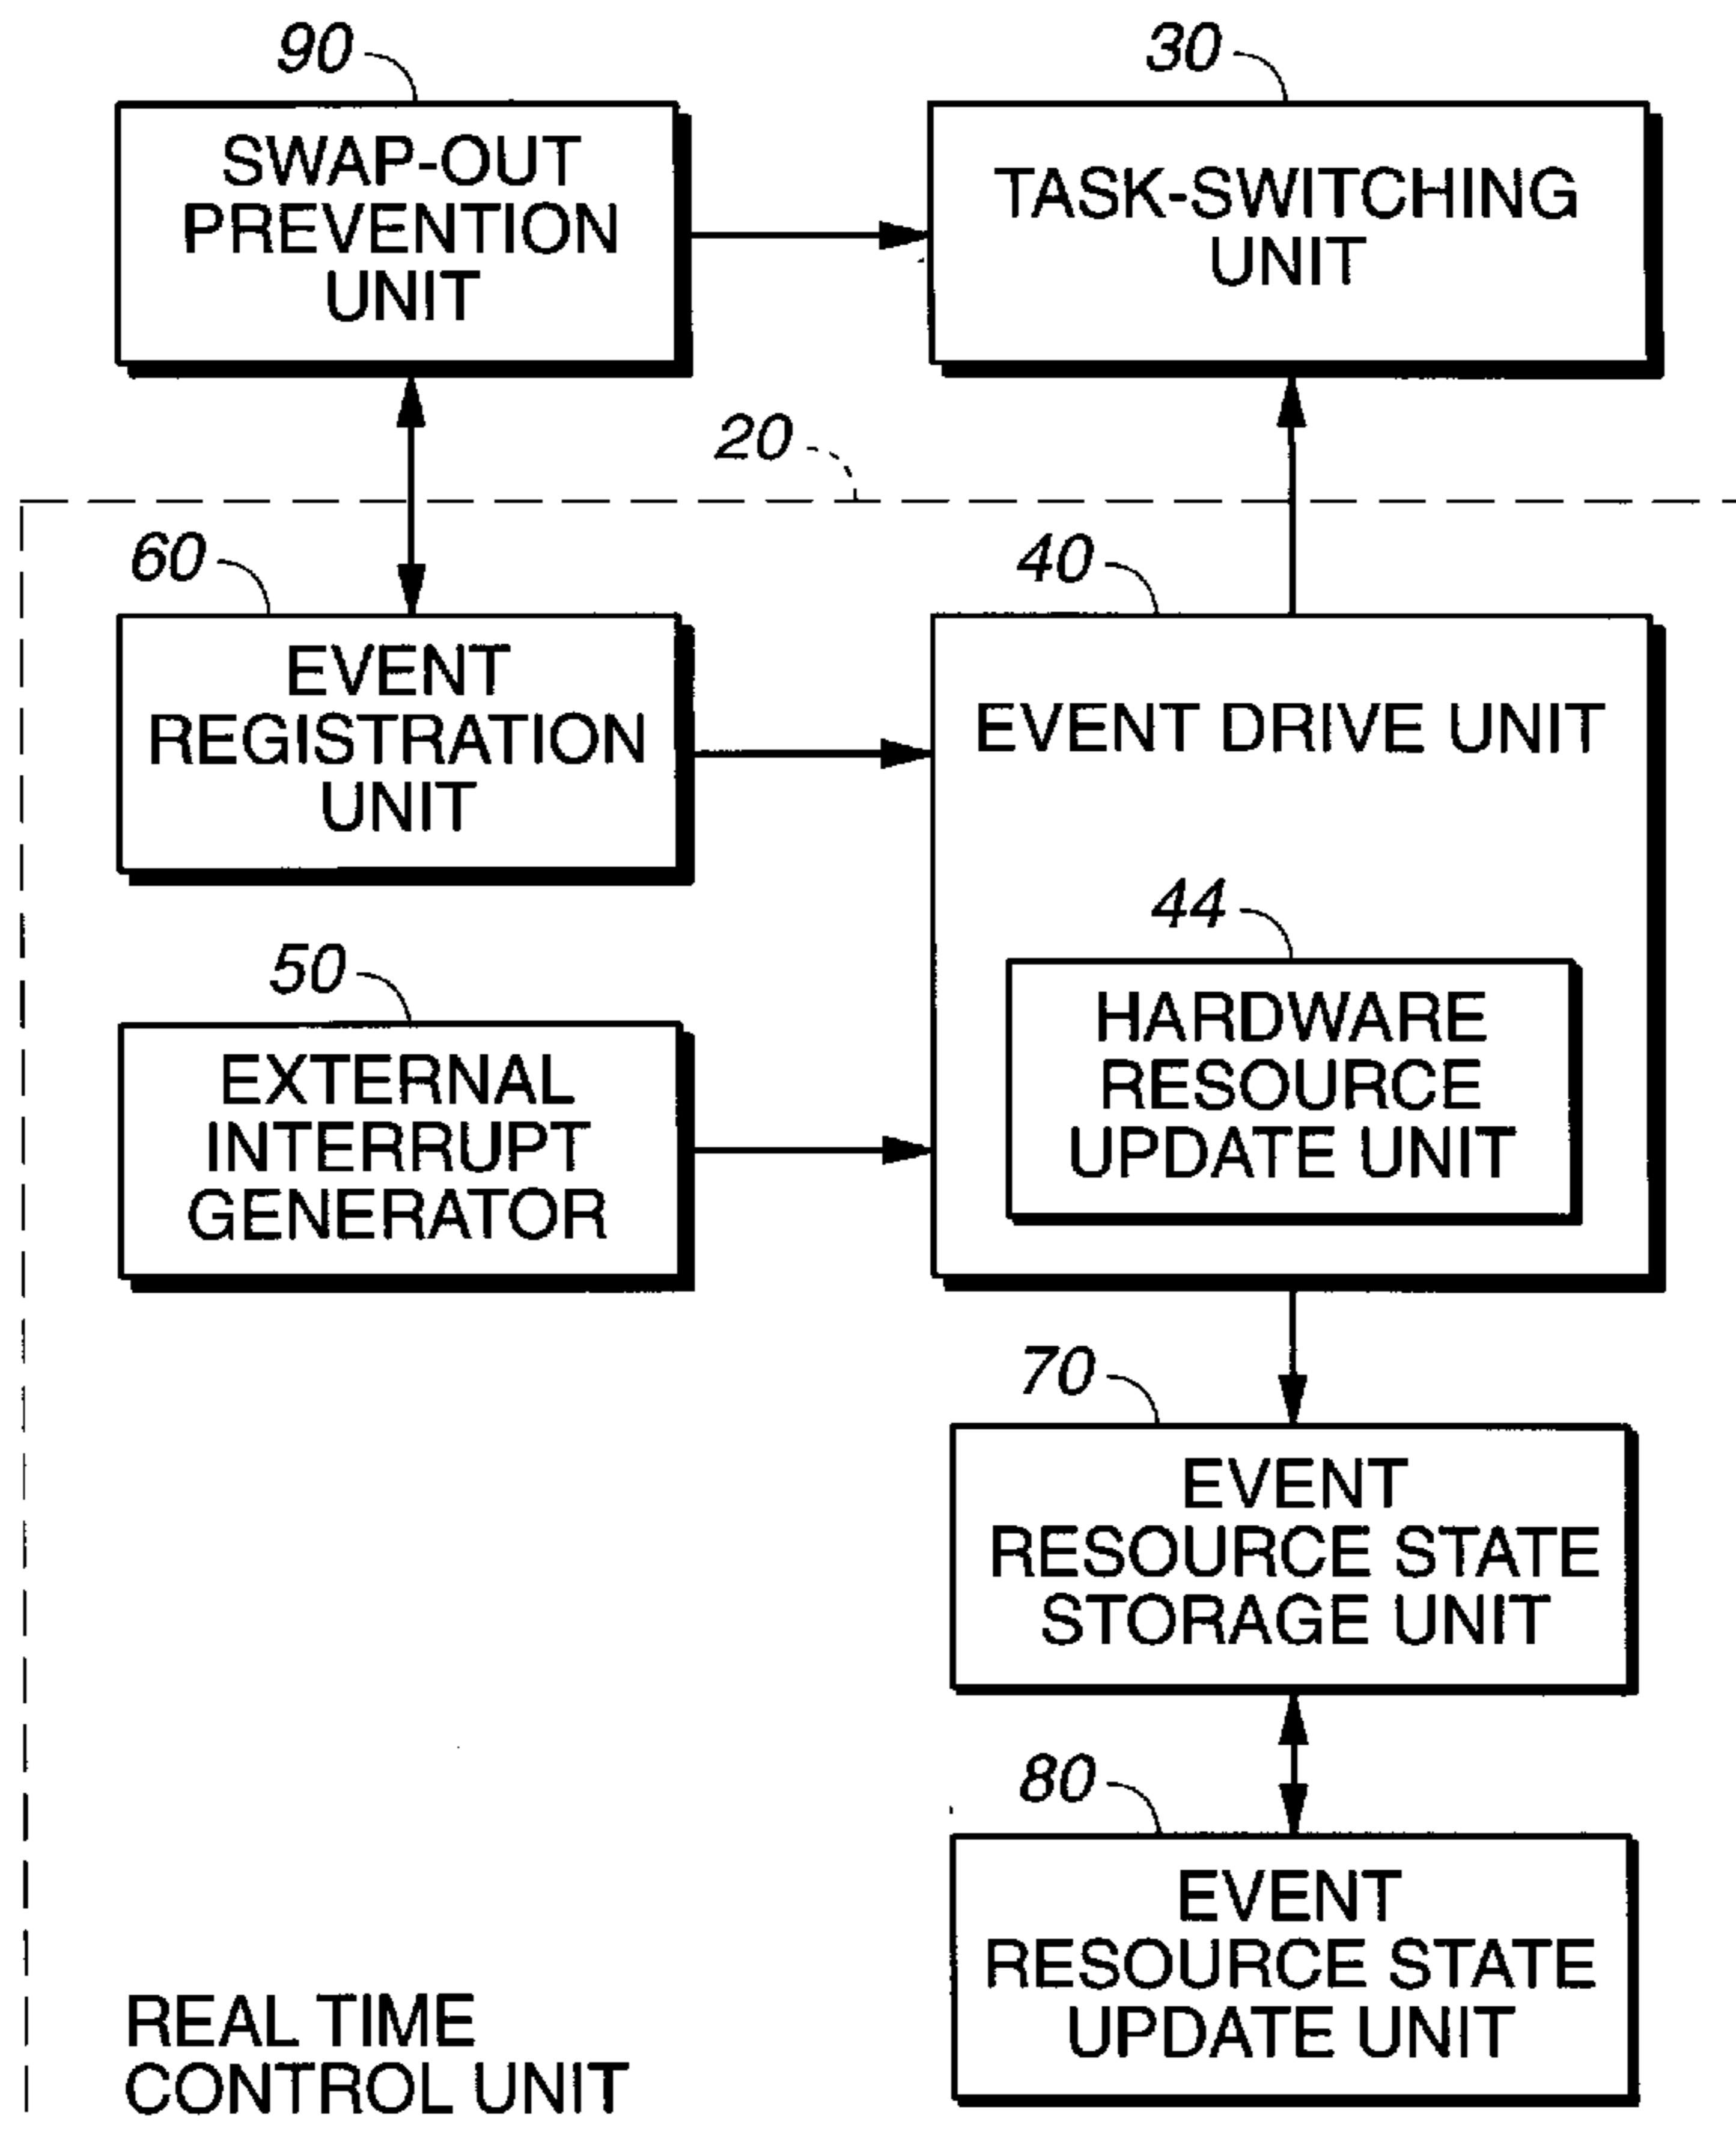 90
SWAP-OUT
PREVENTION
UNIT
30
TASK-SWITCHING
UNIT
20
60
EVENT
REGISTRATION
UNIT
40
EVENT DRIVE UNIT
44
HARDWARE
RESOURCE
UPDATE UNIT
50
EXTERNAL
INTERRUPT
GENERATOR
70
EVENT
RESOURCE STATE
STORAGE UNIT
80
EVENT
RESOURCE STATE
UPDATE UNIT
REAL TIME
CONTROL UNIT